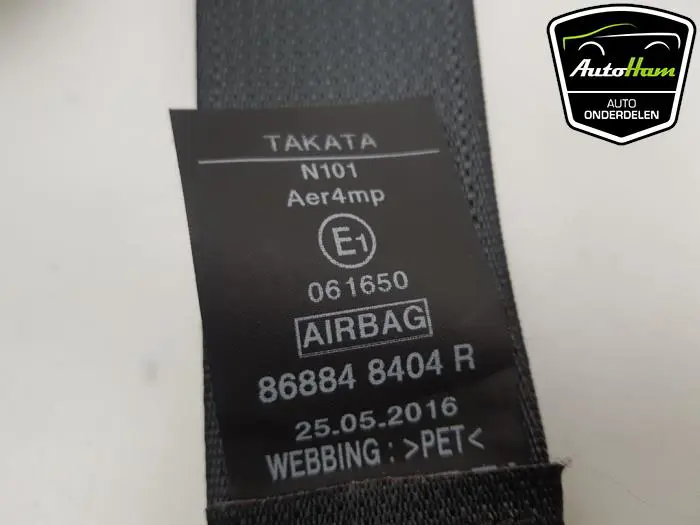 AutoHam
AUTO
ONDERDELEN
TAKATA
N101
Aer4mp
E1
061650
AIRBAG
86884 8404 R
25.05.2016
WEBBING : >PET<